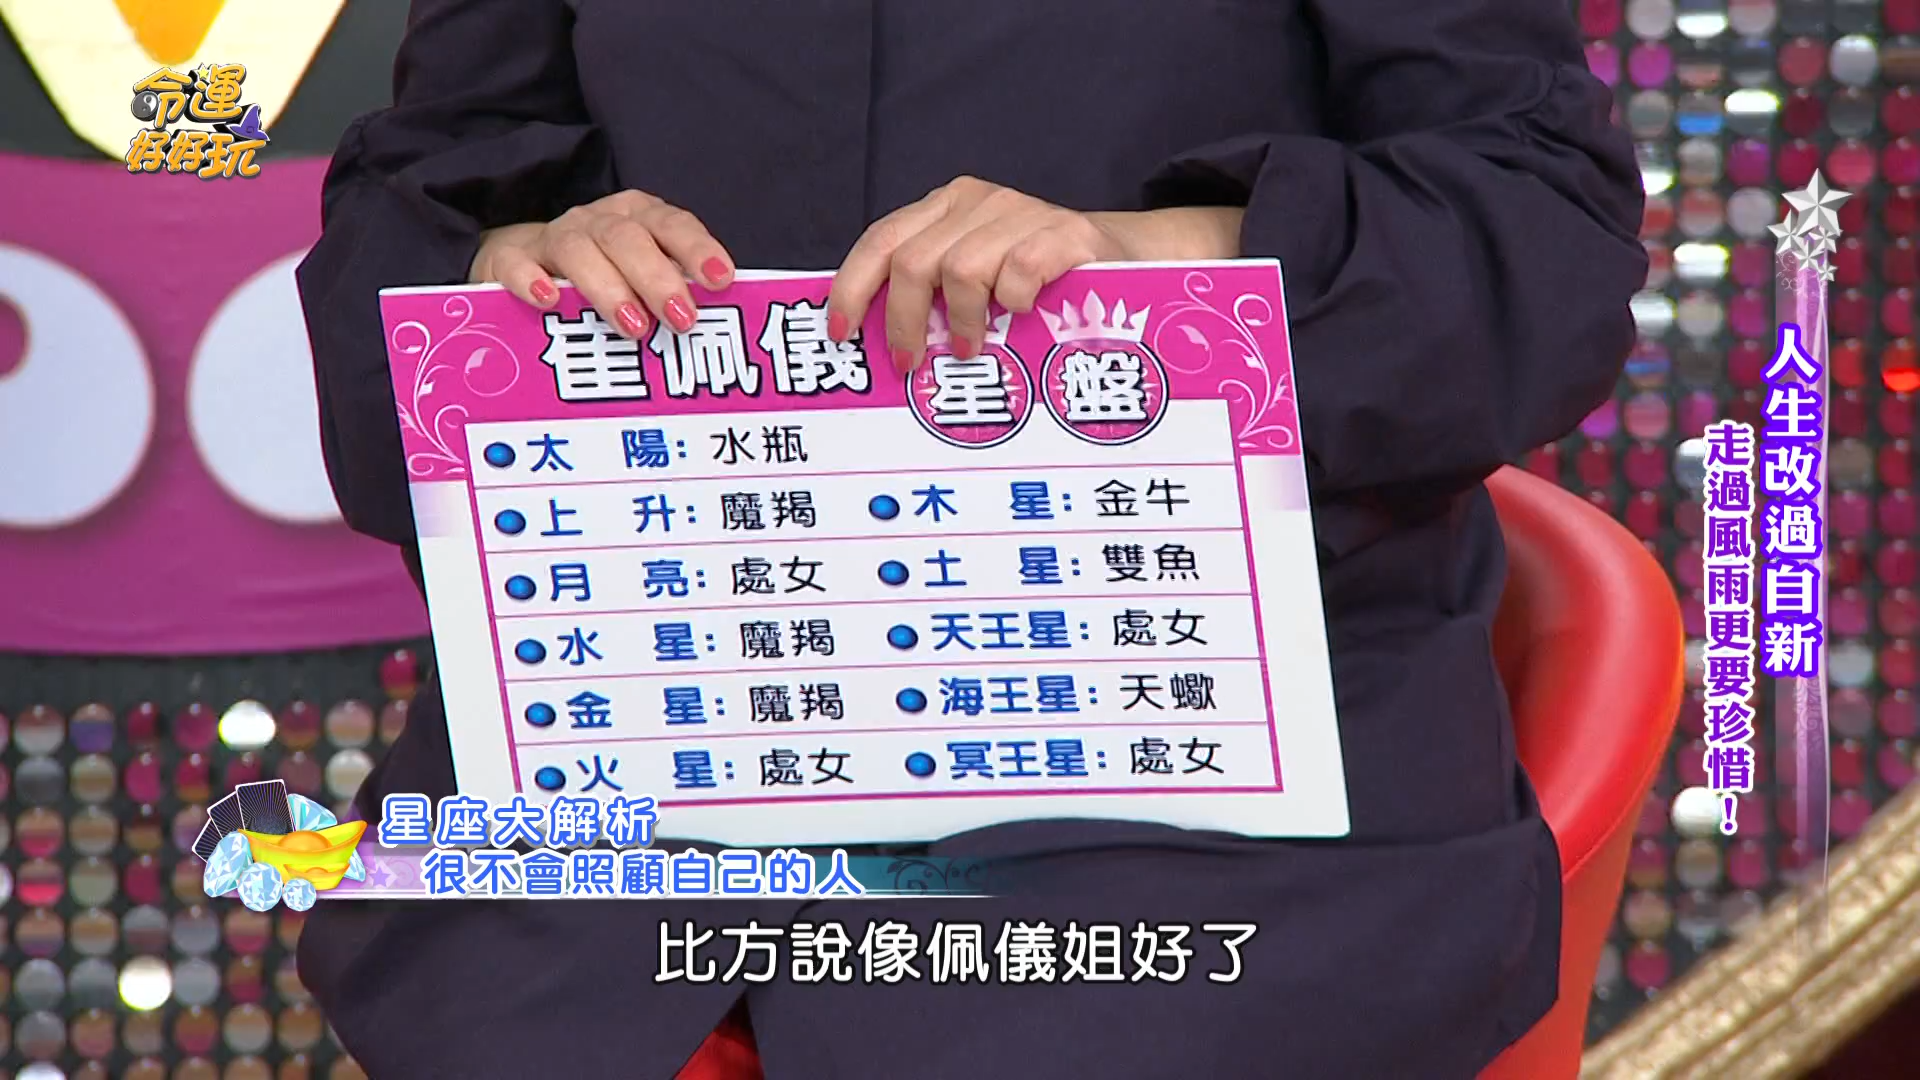 命運
好好玩
崔佩儀 星盤
太陽:水瓶
上升:魔羯 木星:金牛
月亮:處女 土星:雙魚
水星:魔羯 天王星:處女
金星:魔羯 海王星:天蠍
火星:處女 冥王星:處女
人生改過自新
走過風雨更要珍惜!
星座大解析
很不會照顧自己的人
比方說像佩儀姐好了